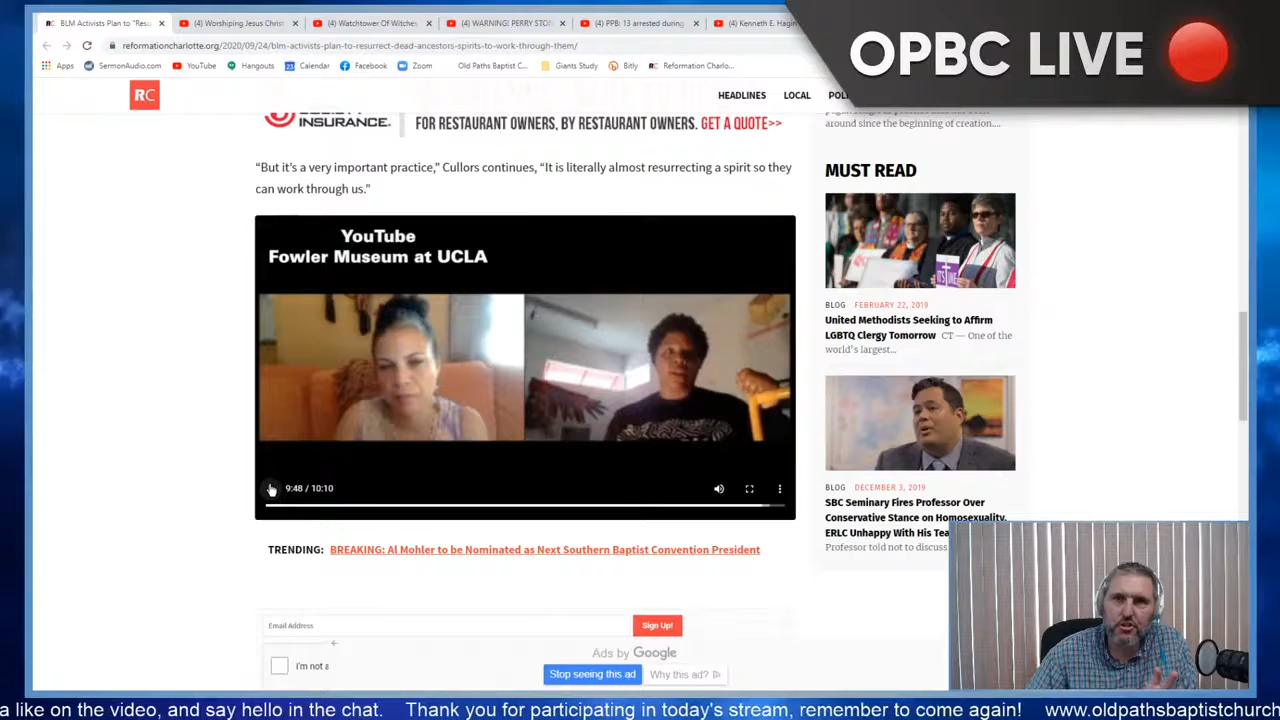 BLM Activists Plan to "Resu
(4) Worshiping Jesus Christ
(4) Watchtower Of Witches
(4) WARNING! PERRY STON
(4) PPB: 13 arrested during
(4) Kenneth E. Hagin
OPBC LIVE
reformationcharlotte.org/2020/09/24/blm-activists-plan-to-resurrect-dead-ancestors-spirits-to-work-through-them/
Apps SermonAudio.com YouTube Hangouts Calendar Facebook Zoom Old Paths Baptist C... Giants Study Bitly Reformation Charlo...
RC
HEADLINES LOCAL
INSURANCE.
FOR RESTAURANT OWNERS, BY RESTAURANT OWNERS. GET A QUOTE>>
around since the beginning of creation....
“But it’s a very important practice,” Cullors continues, “It is literally almost resurrecting a spirit so they
can work through us.”
YouTube
Fowler Museum at UCLA
9:48 / 10:10
TRENDING: BREAKING: Al Mohler to be Nominated as Next Southern Baptist Convention President
Email Address
Sign Up!
I'm not a
Ads by Google
Stop seeing this ad
Why this ad?
MUST READ
IT'S TIME
BLOG FEBRUARY 22, 2019
United Methodists Seeking to Affirm
LGBTQ Clergy Tomorrow CT — One of the
world's largest...
BLOG DECEMBER 3, 2019
SBC Seminary Fires Professor Over
Conservative Stance on Homosexuality,
ERLC Unhappy With His Tea
Professor told not to discuss
a like on the video, and say hello in the chat. Thank you for participating in today's stream, remember to come again! www.oldpathsbaptistchurch